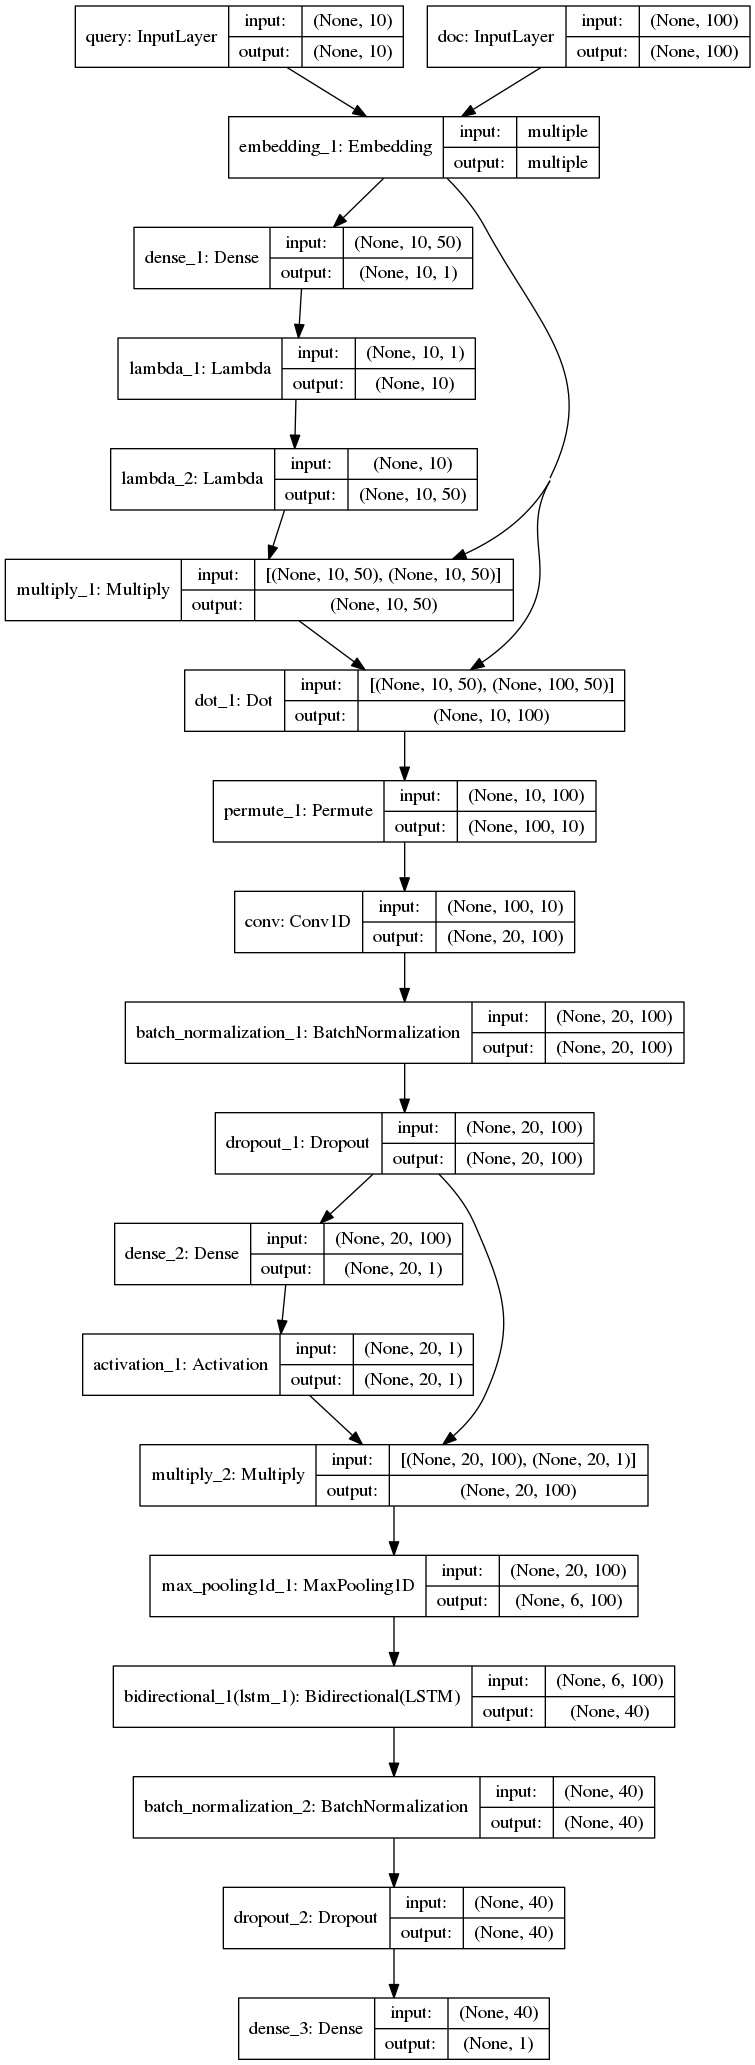 query: InputLayer input: (None, 10)
output: (None, 10)
doc: InputLayer input: (None, 100)
output: (None, 100)
embedding_1: Embedding input: multiple
output: multiple
dense_1: Dense input: (None, 10, 50)
output: (None, 10, 1)
lambda_1: Lambda input: (None, 10, 1)
output: (None, 10)
lambda_2: Lambda input: (None, 10)
output: (None, 10, 50)
multiply_1: Multiply input: [(None, 10, 50), (None, 10, 50)]
output: (None, 10, 50)
dot_1: Dot input: [(None, 10, 50), (None, 100, 50)]
output: (None, 10, 100)
permute_1: Permute input: (None, 10, 100)
output: (None, 100, 10)
conv: Conv1D input: (None, 100, 10)
output: (None, 20, 100)
batch_normalization_1: BatchNormalization input: (None, 20, 100)
output: (None, 20, 100)
dropout_1: Dropout input: (None, 20, 100)
output: (None, 20, 100)
dense_2: Dense input: (None, 20, 100)
output: (None, 20, 1)
activation_1: Activation input: (None, 20, 1)
output: (None, 20, 1)
multiply_2: Multiply input: [(None, 20, 100), (None, 20, 1)]
output: (None, 20, 100)
max_pooling1d_1: MaxPooling1D input: (None, 20, 100)
output: (None, 6, 100)
bidirectional_1(lstm_1): Bidirectional(LSTM) input: (None, 6, 100)
output: (None, 40)
batch_normalization_2: BatchNormalization input: (None, 40)
output: (None, 40)
dropout_2: Dropout input: (None, 40)
output: (None, 40)
dense_3: Dense input: (None, 40)
output: (None, 1)